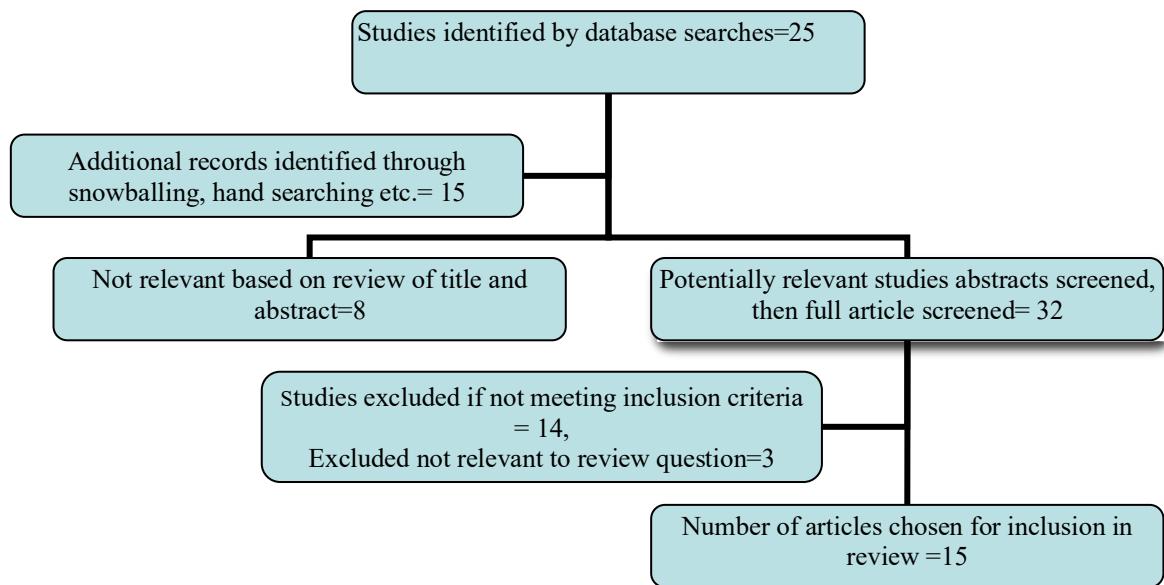 Studies identified by database searches=25
Additional records identified through
snowballing, hand searching etc.= 15
Not relevant based on review of title and
abstract=8
Potentially relevant studies abstracts screened,
then full article screened= 32
Studies excluded if not meeting inclusion criteria
= 14,
Excluded not relevant to review question=3
Number of articles chosen for inclusion in
review =15